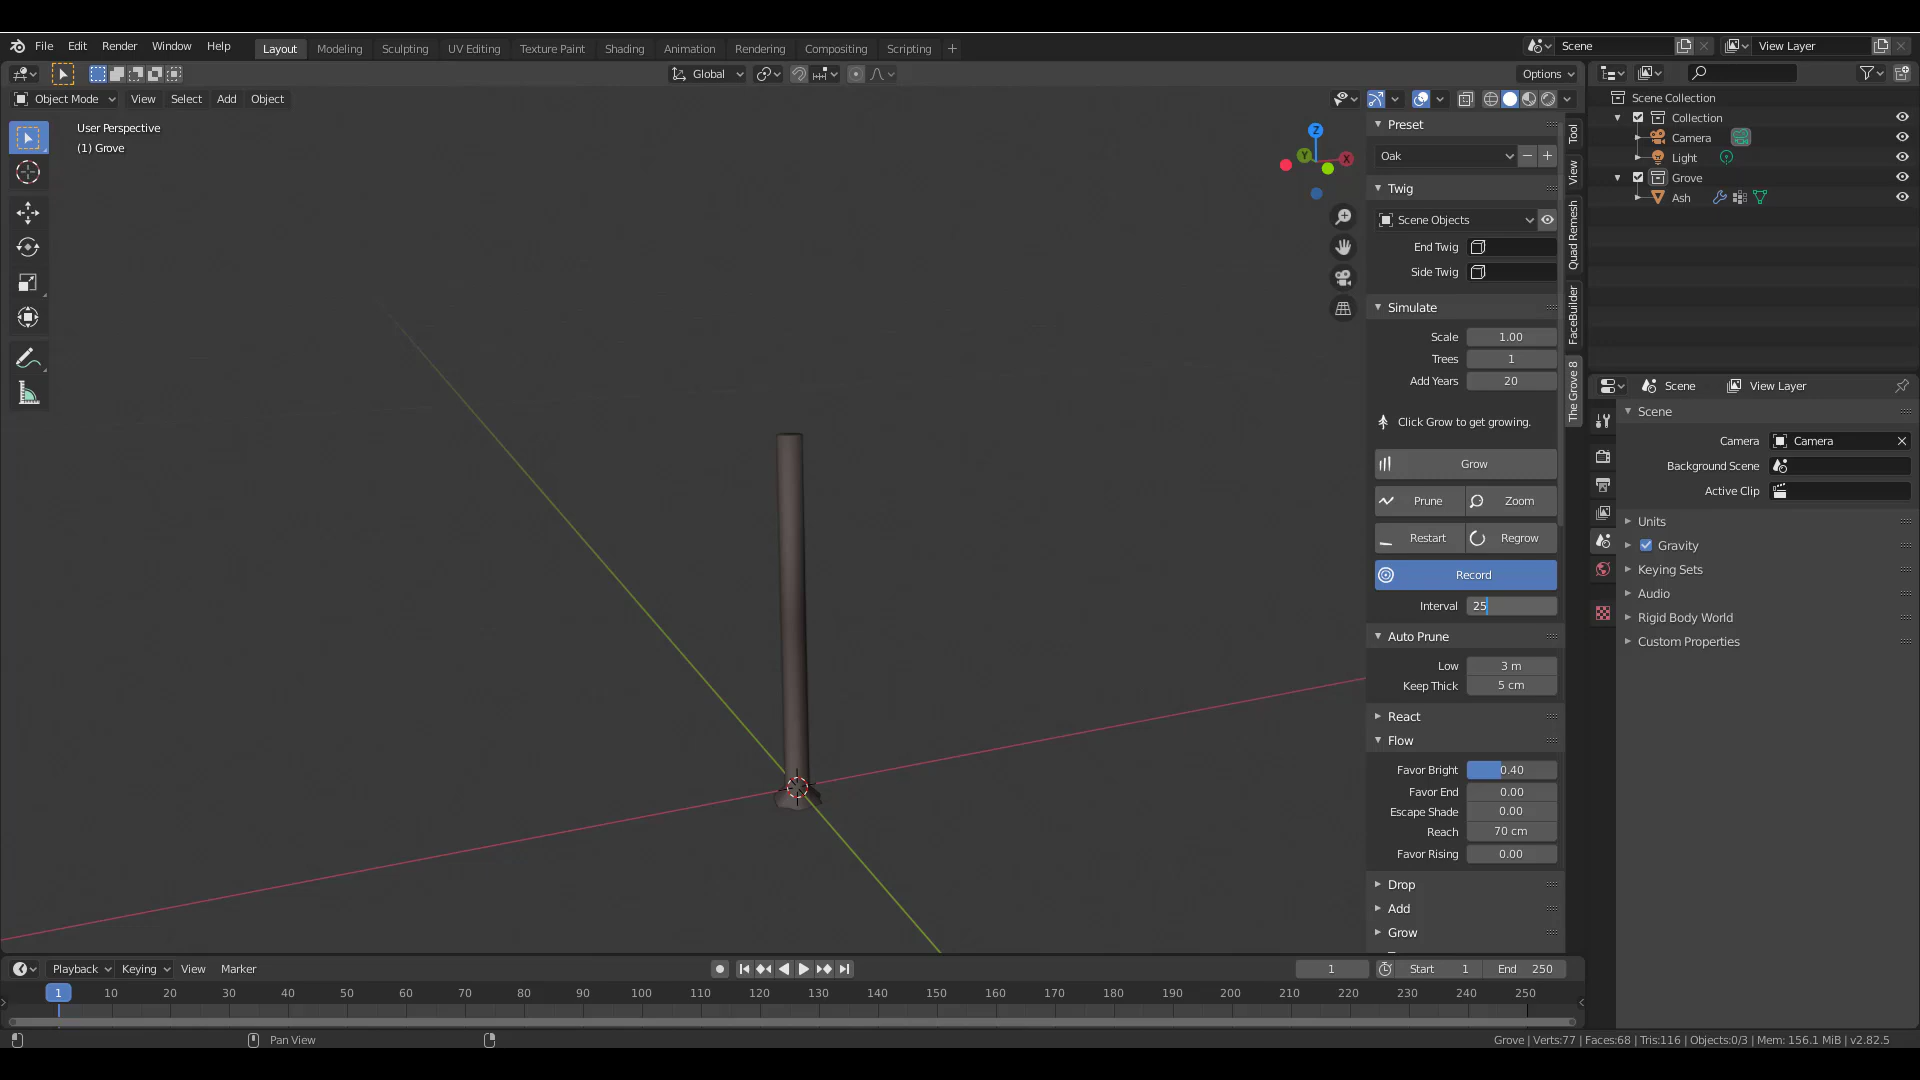 File Edit Render Window Help Layout Modeling Sculpting UV Editing Texture Paint Shading Animation Rendering Compositing Scripting + Scene View Layer
Global Options
Object Mode View Select Add Object
User Perspective
(1) Grove
Z
Y
X
Preset
Oak
Twig
Scene Objects
End Twig
Side Twig
Simulate
Scale 1.00
Trees 1
Add Years 20
Click Grow to get growing.
Grow
Prune Zoom
Restart Regrow
Record
Interval 25
Auto Prune
Low 3 m
Keep Thick 5 cm
React
Flow
Favor Bright 0.40
Favor End 0.00
Escape Shade 0.00
Reach 70 cm
Favor Rising 0.00
Drop
Add
Grow
Tool
View
Quad Remesh
FaceBuilder
The Grove 8
Scene Collection
Collection
Camera
Light
Grove
Ash
Scene View Layer
Scene
Camera Camera
Background Scene
Active Clip
Units
Gravity
Keying Sets
Audio
Rigid Body World
Custom Properties
Playback Keying View Marker 1 Start 1 End 250
1 10 20 30 40 50 60 70 80 90 100 110 120 130 140 150 160 170 180 190 200 210 220 230 240 250
Pan View Grove | Verts:77 | Faces:68 | Tris:116 | Objects:0/3 | Mem: 156.1 MiB | v2.82.5